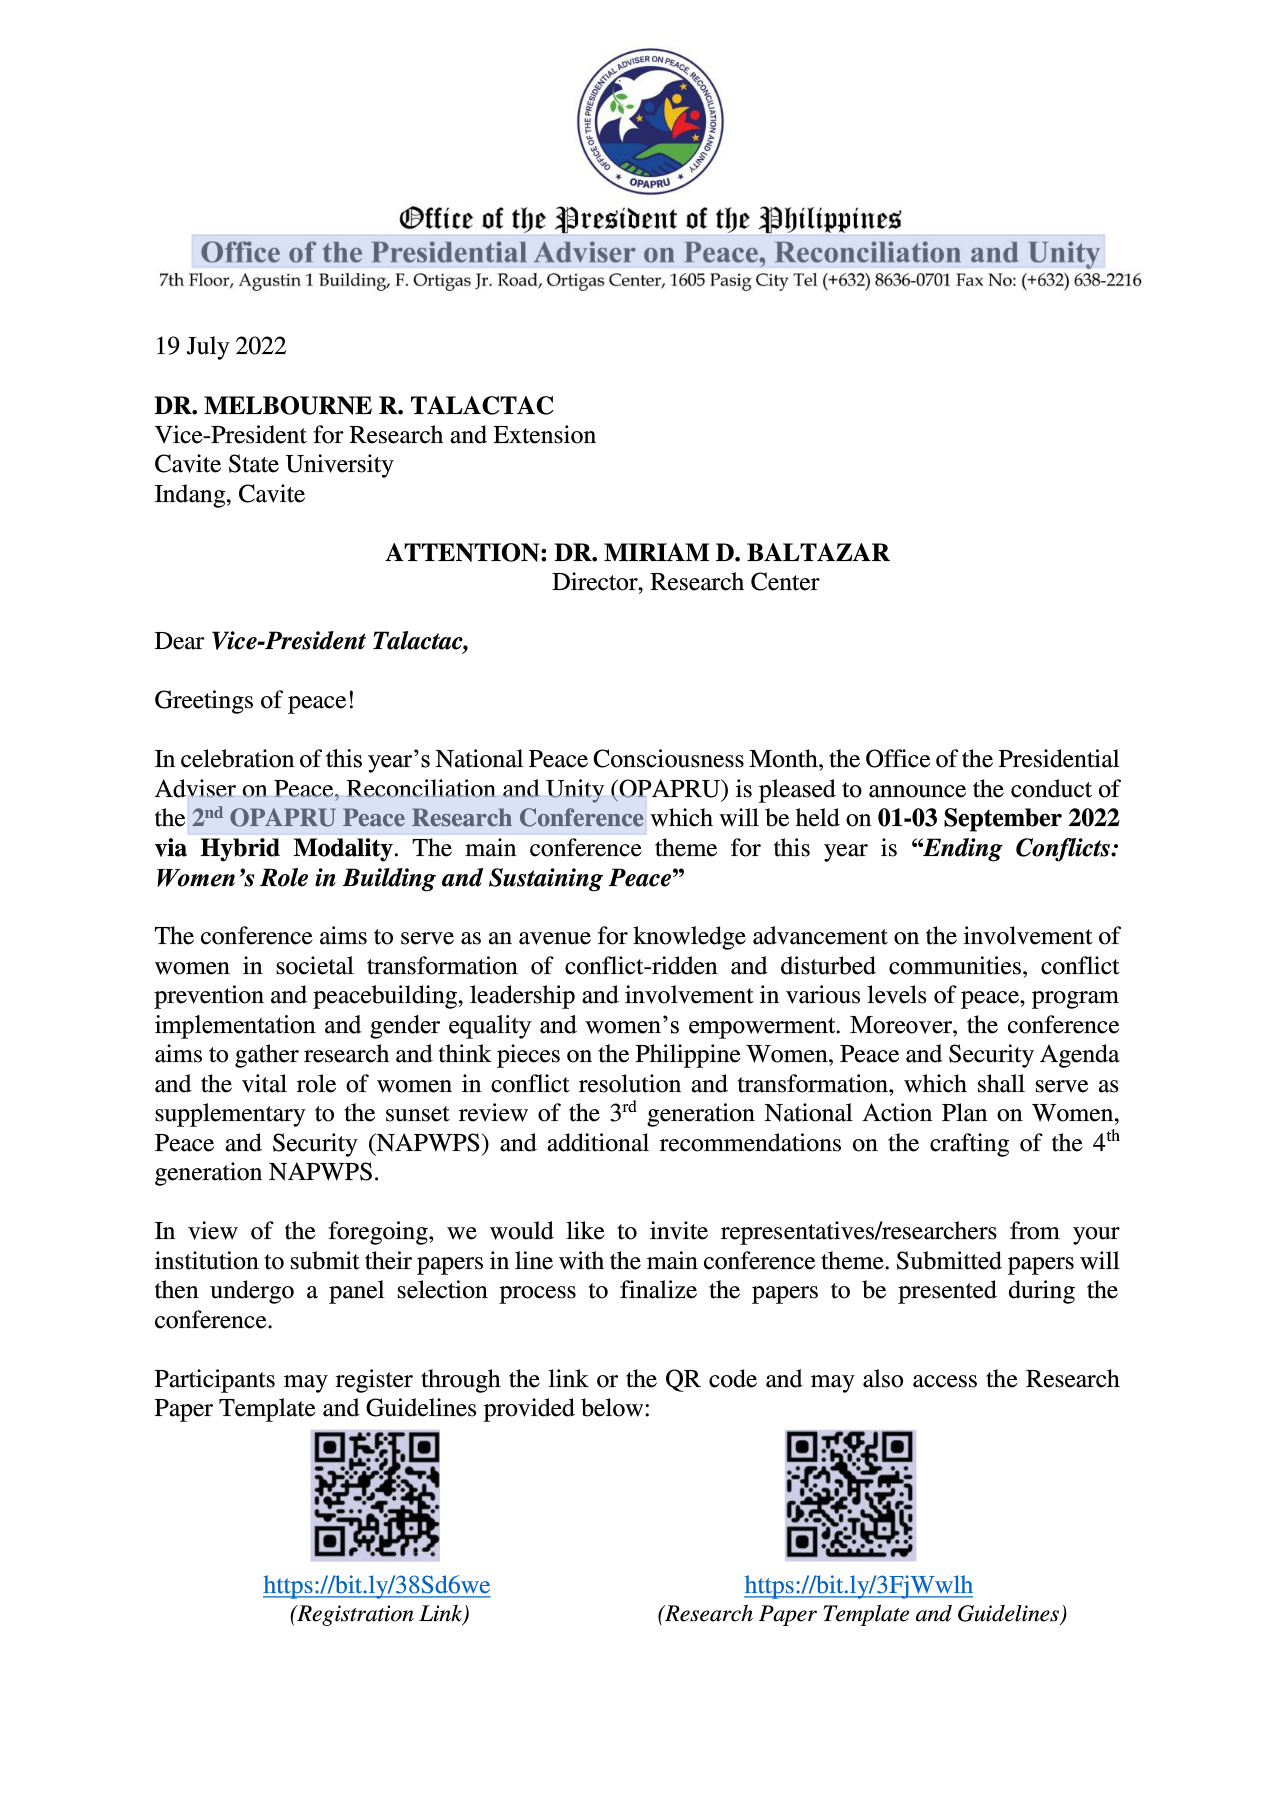 OFFICE OF THE PRESIDENTIAL ADVISER ON PEACE, RECONCILIATION AND UNITY
OPAPRU
Office of the President of the Philippines
Office of the Presidential Adviser on Peace, Reconciliation and Unity
7th Floor, Agustin 1 Building, F. Ortigas Jr. Road, Ortigas Center, 1605 Pasig City Tel (+632) 8636-0701 Fax No: (+632) 638-2216
19 July 2022
DR. MELBOURNE R. TALACTAC
Vice-President for Research and Extension
Cavite State University
Indang, Cavite
ATTENTION: DR. MIRIAM D. BALTAZAR
Director, Research Center
Dear Vice-President Talactac,
Greetings of peace!
In celebration of this year’s National Peace Consciousness Month, the Office of the Presidential
Adviser on Peace, Reconciliation and Unity (OPAPRU) is pleased to announce the conduct of
the 2nd OPAPRU Peace Research Conference which will be held on 01-03 September 2022
via Hybrid Modality. The main conference theme for this year is “Ending Conflicts:
Women’s Role in Building and Sustaining Peace”
The conference aims to serve as an avenue for knowledge advancement on the involvement of
women in societal transformation of conflict-ridden and disturbed communities, conflict
prevention and peacebuilding, leadership and involvement in various levels of peace, program
implementation and gender equality and women’s empowerment. Moreover, the conference
aims to gather research and think pieces on the Philippine Women, Peace and Security Agenda
and the vital role of women in conflict resolution and transformation, which shall serve as
supplementary to the sunset review of the 3rd generation National Action Plan on Women,
Peace and Security (NAPWPS) and additional recommendations on the crafting of the 4th
generation NAPWPS.
In view of the foregoing, we would like to invite representatives/researchers from your
institution to submit their papers in line with the main conference theme. Submitted papers will
then undergo a panel selection process to finalize the papers to be presented during the
conference.
Participants may register through the link or the QR code and may also access the Research
Paper Template and Guidelines provided below:
https://bit.ly/38Sd6we https://bit.ly/3FjWwlh
(Registration Link) (Research Paper Template and Guidelines)